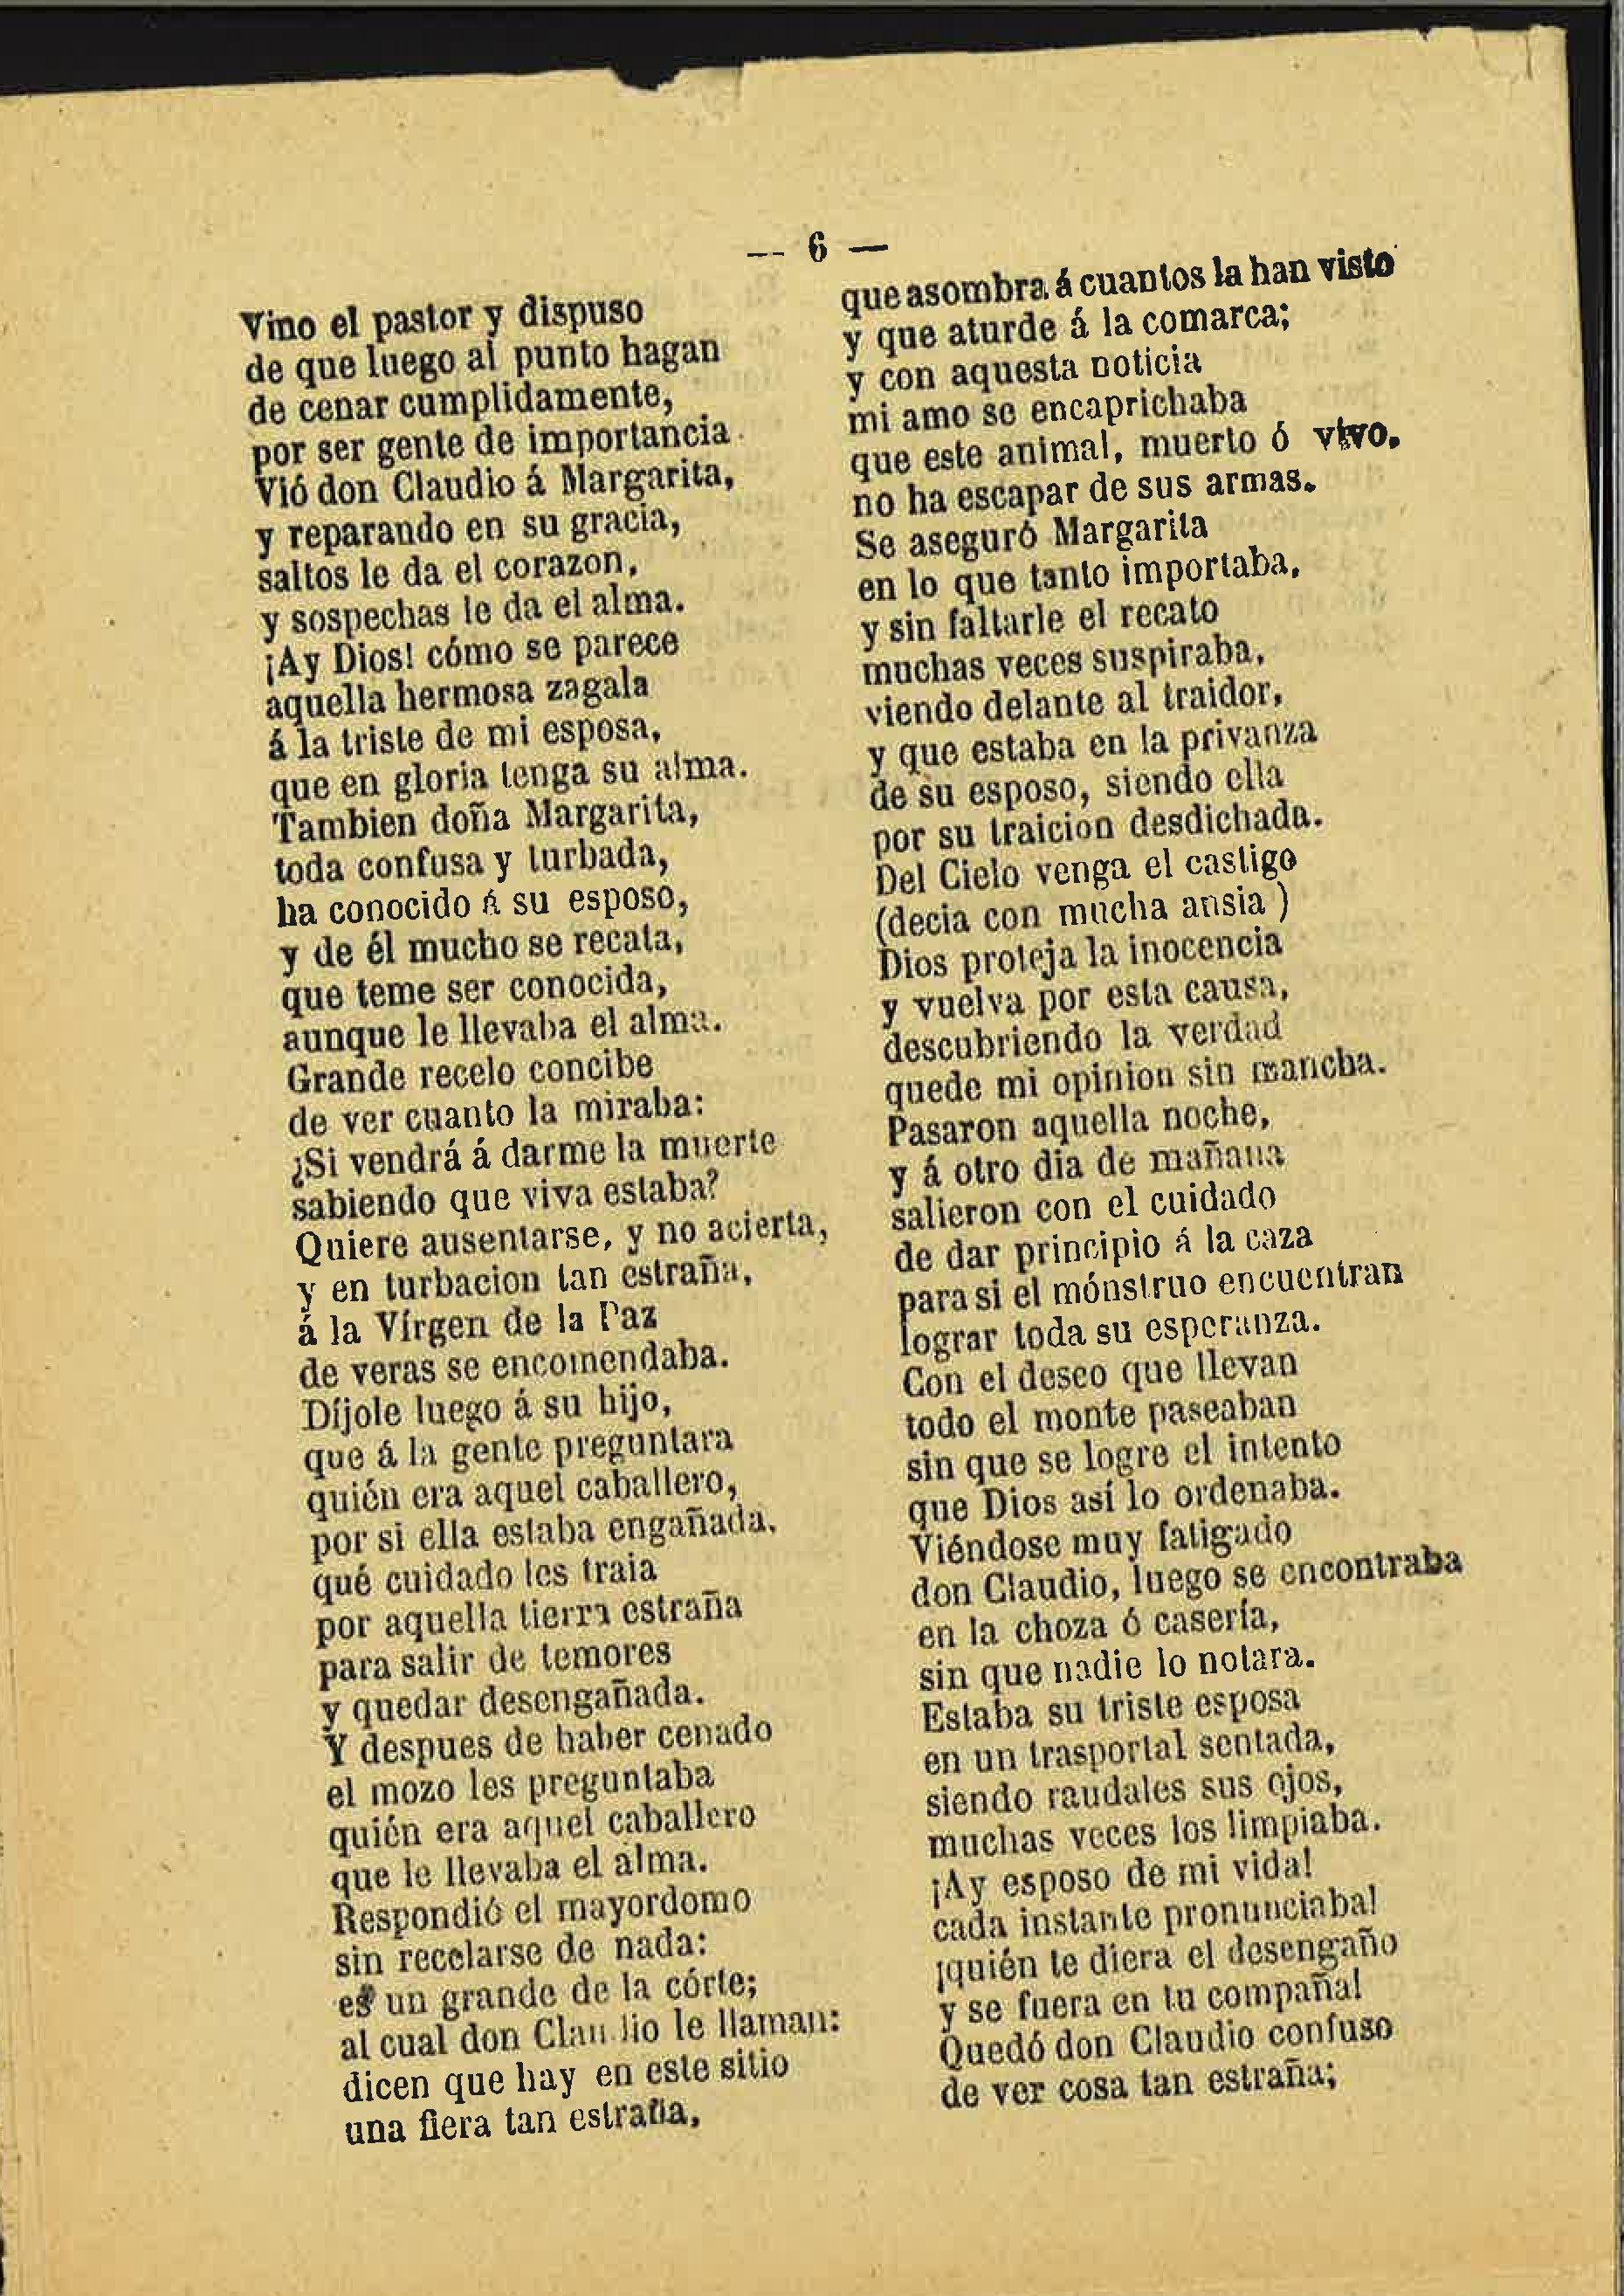 — 6 —
Vino el pastor y dispuso
de que luego al punto hagan
de cenar cumplidamente,
por ser gente de importancia.
Vió don Claudio á Margarita,
y reparando en su gracia,
saltos le da el corazon,
y sospechas le da el alma.
¡Ay Dios! cómo se parece
aquella hermosa zagala
á la triste de mi esposa,
que en gloria tenga su alma.
Tambien doña Margarita,
toda confusa y turbada,
ha conocido á su esposo,
y de él mucho se recata,
que teme ser conocida,
aunque le llevaba el alma.
Grande recelo concibe
de ver cuanto la miraba:
¿Si vendrá á darme la muerte
sabiendo que viva estaba?
Quiere ausentarse, y no acierta,
y en turbacion tan estraña,
á la Vírgen de la Paz
de veras se encomendaba.
Díjole luego á su hijo,
que á la gente preguntara
quién era aquel caballero,
por si ella estaba engañada,
qué cuidado les traia
por aquella tierra estraña
para salir de temores
y quedar desengañada.
Y despues de haber cenado
el mozo les preguntaba
quién era aquel caballero
que le llevaba el alma.
Respondió el mayordomo
sin recelarse de nada:
es un grande de la córte;
al cual don Claudio le llaman:
dicen que hay en este sitio
una fiera tan estraña,
que asombra á cuantos la han visto
y que aturde á la comarca;
y con aquesta noticia
mi amo se encaprichaba
que este animal, muerto ó vivo.
no ha escapar de sus armas.
Se aseguró Margarita
en lo que tanto importaba,
y sin faltarle el recato
muchas veces suspiraba,
viendo delante al traidor,
y que estaba en la privanza
de su esposo, siendo ella
por su traicion desdichada.
Del Cielo venga el castigo
(decia con mucha ansia )
Dios proteja la inocencia
y vuelva por esta causa,
descubriendo la verdad
quede mi opinion sin mancha.
Pasaron aquella noche,
y á otro dia de mañana
salieron con el cuidado
de dar principio á la caza
para si el mónstruo encuentran
lograr toda su esperanza.
Con el deseo que llevan
todo el monte paseaban
sin que se logre el intento
que Dios así lo ordenaba.
Viéndose muy fatigado
don Claudio, luego se encontraba
en la choza ó casería,
sin que nadie lo notara.
Estaba su triste esposa
en un trasportal sentada,
siendo raudales sus ojos,
muchas veces los limpiaba.
¡Ay esposo de mi vida!
cada instante pronunciaba!
¡quién te diera el desengaño
y se fuera en tu compaña!
Quedó don Claudio confuso
de ver cosa tan estraña;